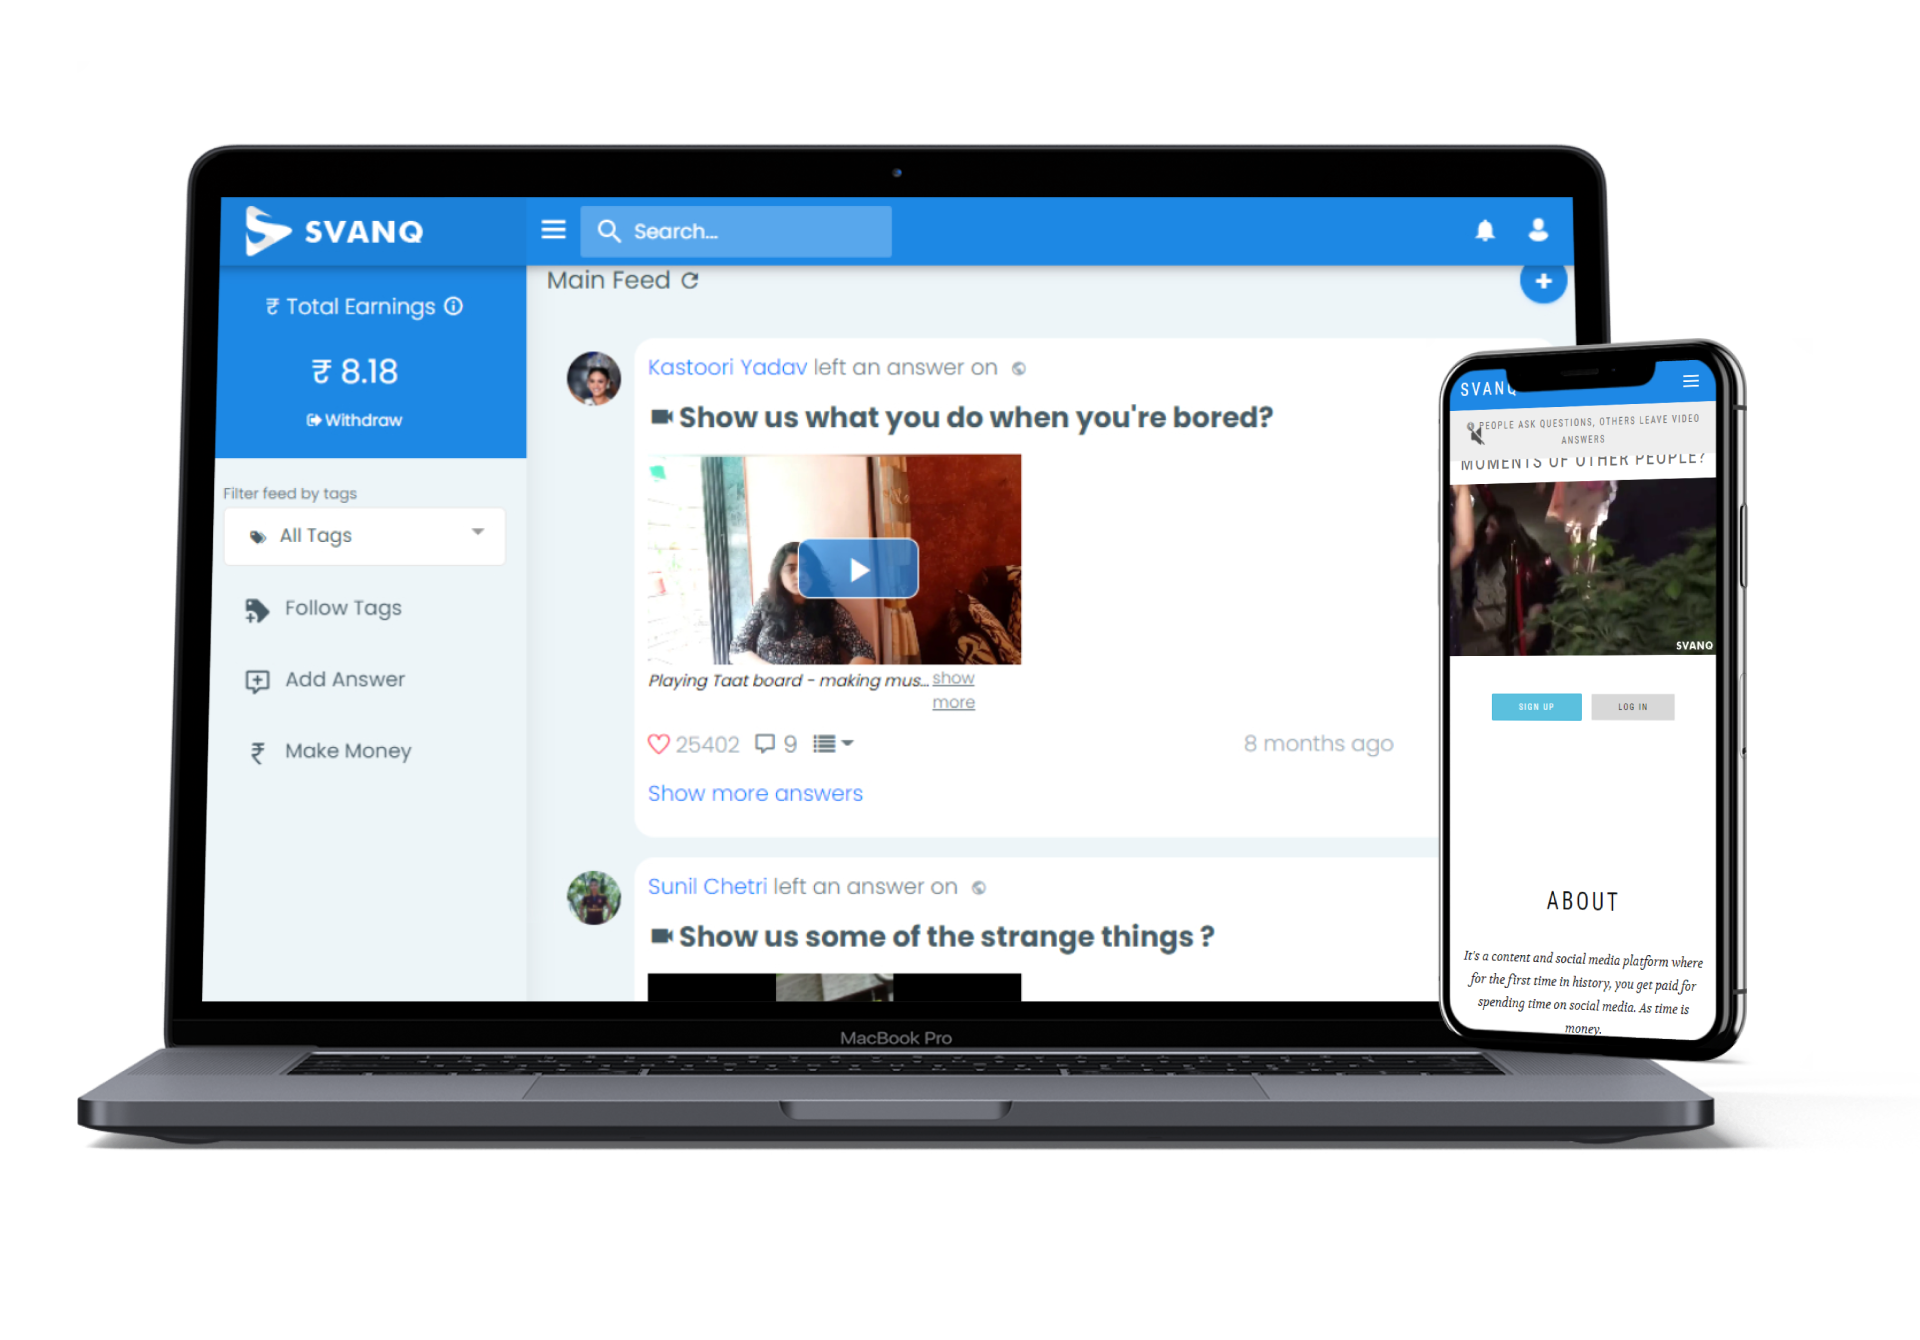 SVANQ
Search...
₹ Total Earnings
₹ 8.18
Withdraw
Filter feed by tags
All Tags
Follow Tags
Add Answer
Make Money
Main Feed
Kastoori Yadav left an answer on
Show us what you do when you're bored?
Playing Taat board - making mus... show
more
25402 9
8 months ago
Show more answers
Sunil Chetri left an answer on
Show us some of the strange things ?
MacBook Pro
SVANQ
PEOPLE ASK QUESTIONS, OTHERS LEAVE VIDEO
ANSWERS
MOMENTS OF OTHER PEOPLE?
SVANQ
SIGN UP
LOG IN
ABOUT
It's a content and social media platform where
for the first time in history, you get paid for
spending time on social media. As time is
money.